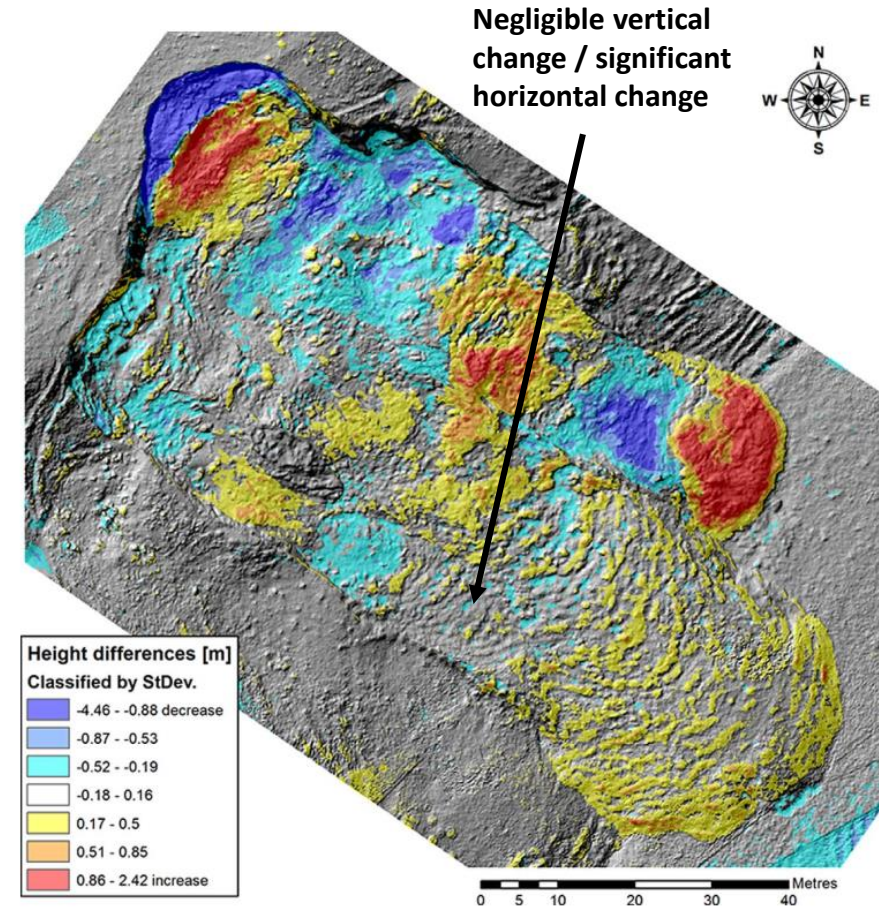 Negligible vertical
change / significant
horizontal change
N
W E
S
Height differences [m]
Classified by StDev.
-4.46 - -0.88 decrease
-0.87 - -0.53
-0.52 - -0.19
-0.18 - 0.16
0.17 - 0.5
0.51 - 0.85
0.86 - 2.42 increase
Metres
0 5 10 20 30 40